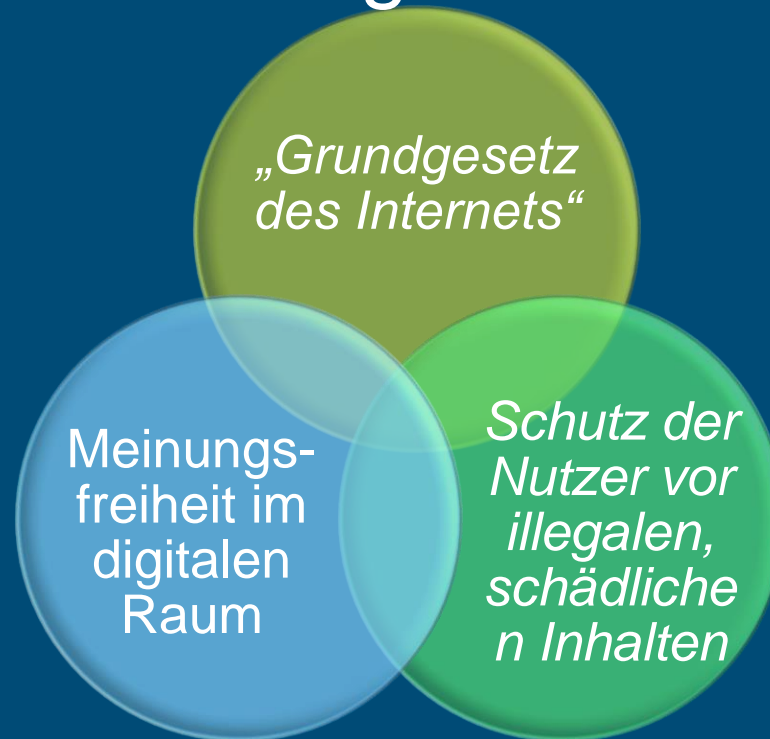 „Grundgesetz
des Internets“
Meinungs-
freiheit im
digitalen
Raum
Schutz der
Nutzer vor
illegalen,
schädliche
n Inhalten